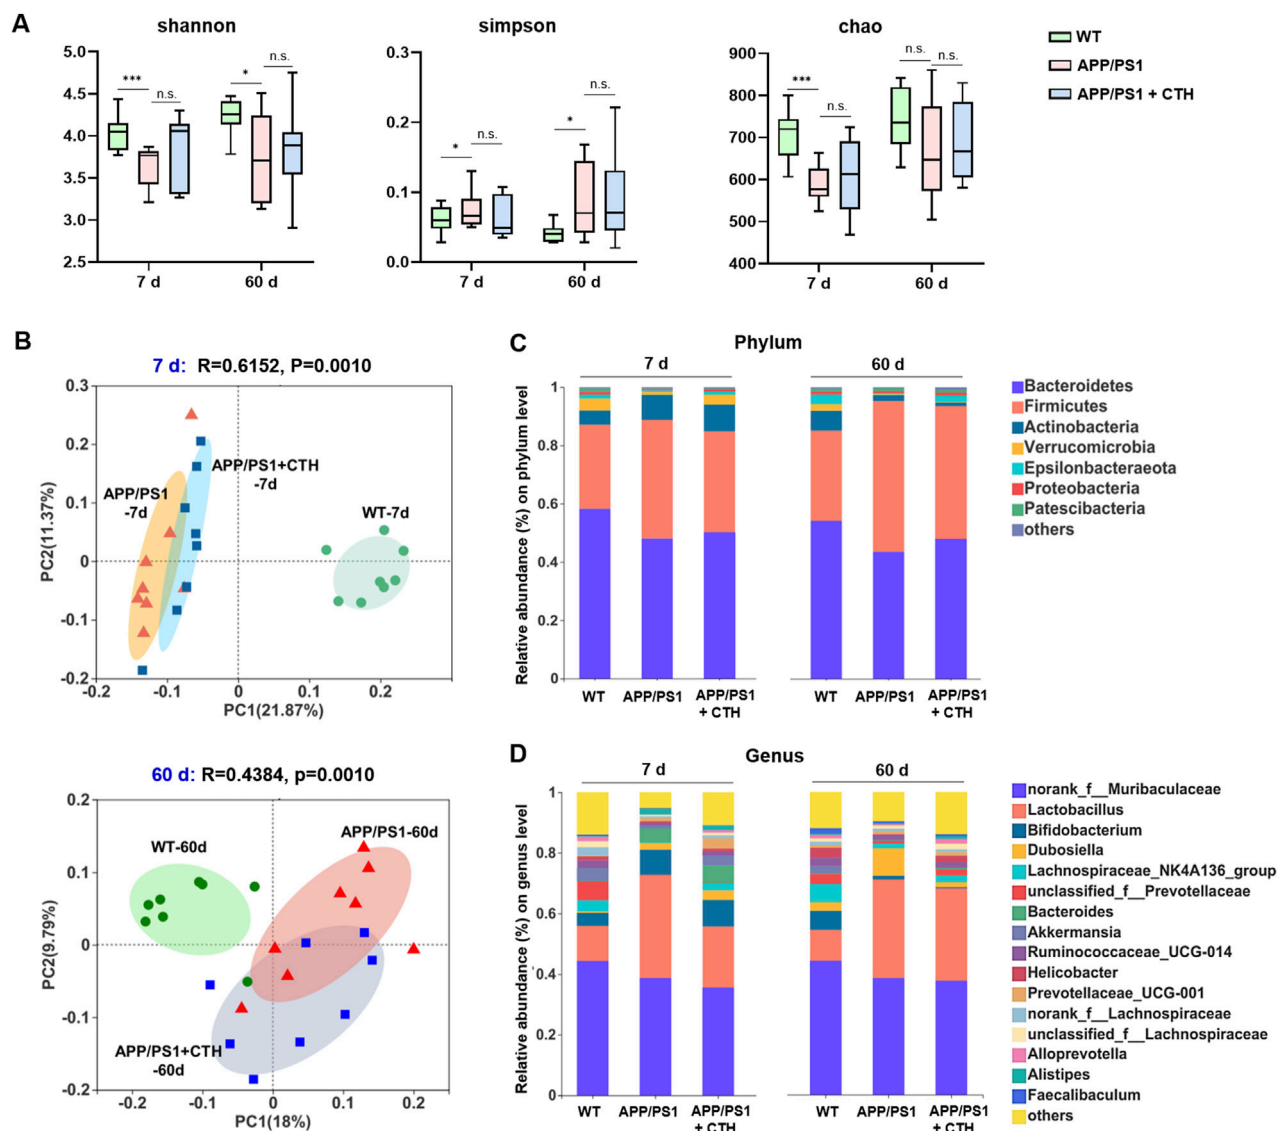 A
shannon
simpson
chao
5.0
4.5
4.0
3.5
3.0
2.5
***
n.s.
*
n.s.
7 d
60 d
0.3
0.2
0.1
0.0
*
n.s.
*
n.s.
7 d
60 d
900
800
700
600
500
400
***
n.s.
n.s.
n.s.
7 d
60 d
WT
APP/PS1
APP/PS1 + CTH
B
7 d: R=0.6152, P=0.0010
PC2(11.37%)
0.3
0.2
0.1
0
-0.1
-0.2
APP/PS1+CTH
-7d
APP/PS1
-7d
WT-7d
-0.2
-0.1
0
0.1
0.2
PC1(21.87%)
60 d: R=0.4384, p=0.0010
PC2(9.79%)
0.2
0.1
0
-0.1
-0.2
WT-60d
APP/PS1-60d
APP/PS1+CTH
-60d
-0.2
-0.1
0
0.1
0.2
PC1(18%)
C
Phylum
7 d
60 d
Relative abundance (%) on phylum level
1
0.8
0.6
0.4
0.2
0
WT
APP/PS1
APP/PS1
+ CTH
WT
APP/PS1
APP/PS1
+ CTH
Bacteroidetes
Firmicutes
Actinobacteria
Verrucomicrobia
Epsilonbacteraeota
Proteobacteria
Patescibacteria
others
D
Genus
7 d
60 d
Relative abundance (%) on genus level
1
0.8
0.6
0.4
0.2
0
WT
APP/PS1
APP/PS1
+ CTH
WT
APP/PS1
APP/PS1
+ CTH
norank_f__Muribaculaceae
Lactobacillus
Bifidobacterium
Dubosiella
Lachnospiraceae_NK4A136_group
unclassified_f__Prevotellaceae
Bacteroides
Akkermansia
Ruminococcaceae_UCG-014
Helicobacter
Prevotellaceae_UCG-001
norank_f__Lachnospiraceae
unclassified_f__Lachnospiraceae
Alloprevotella
Alistipes
Faecalibaculum
others